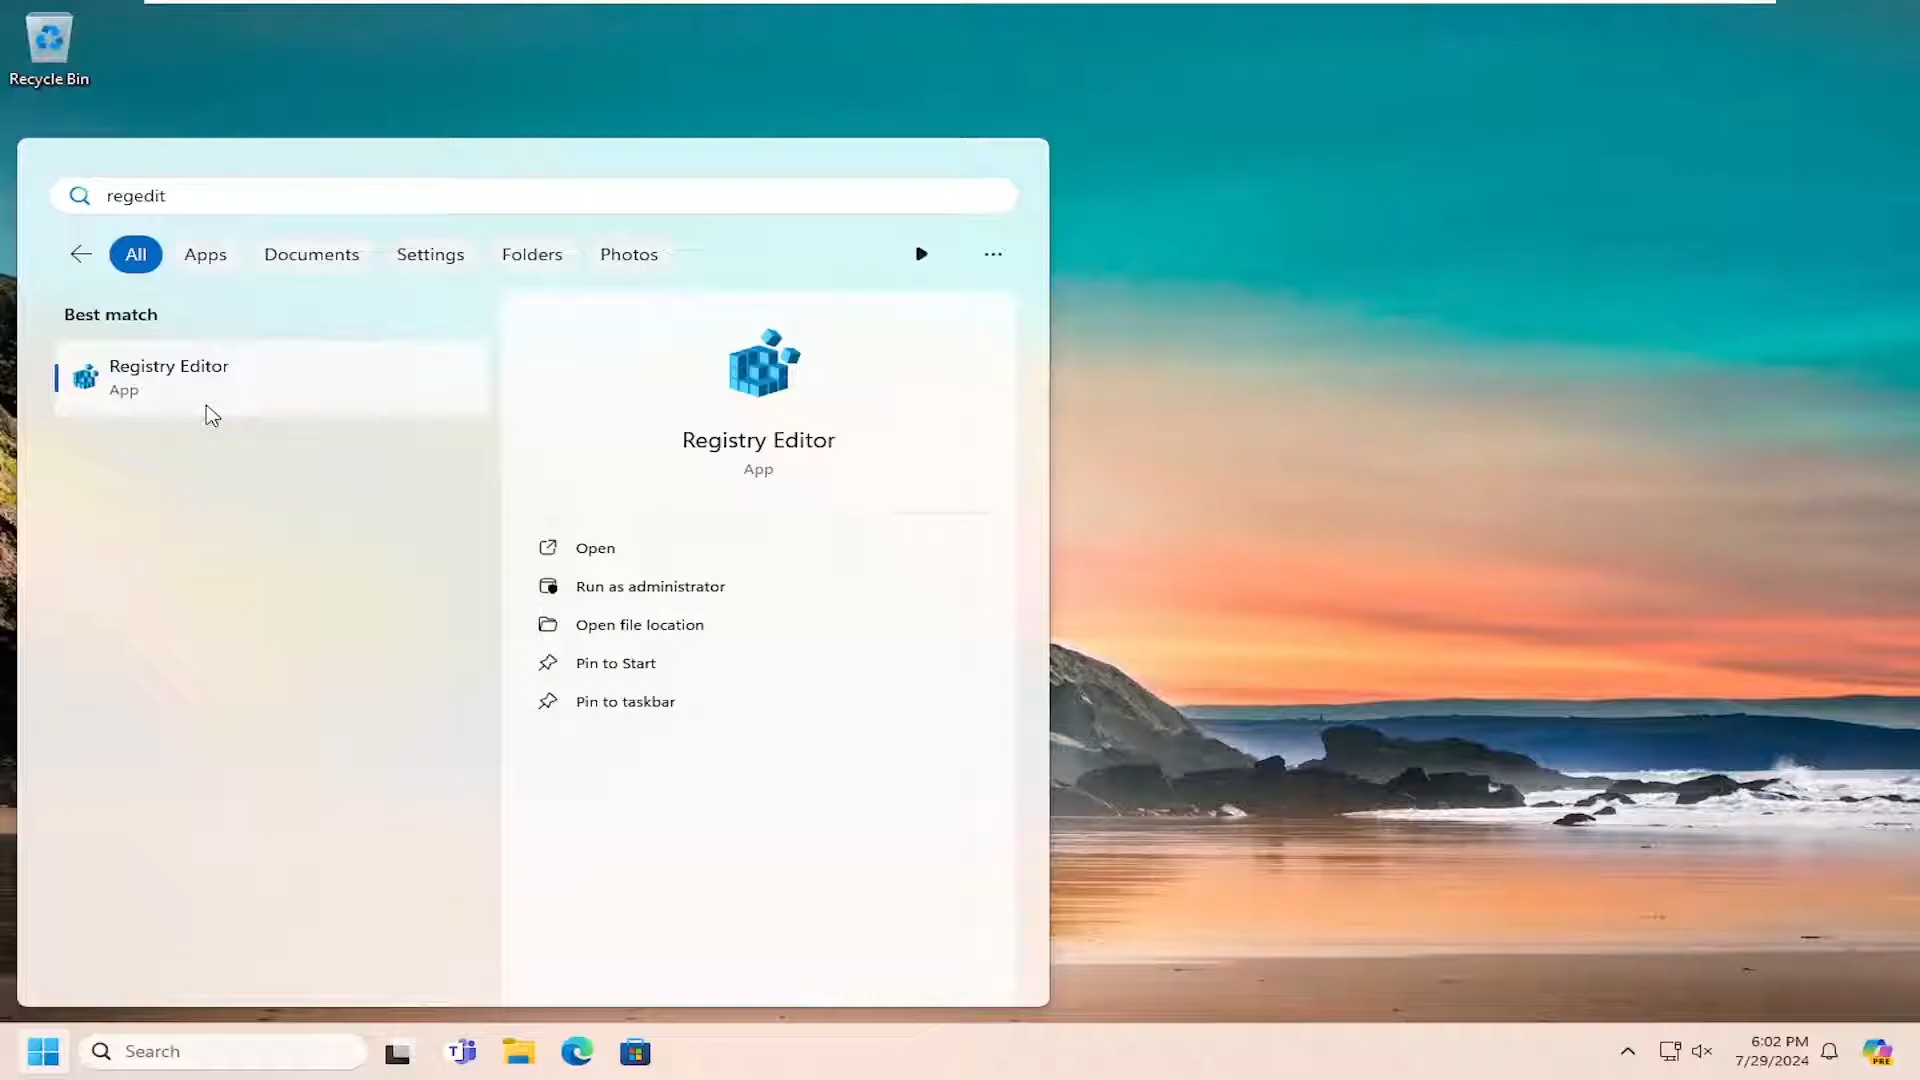 Recycle Bin
regedit
All Apps Documents Settings Folders Photos
Best match
Registry Editor
App
Registry Editor
App
Open
Run as administrator
Open file location
Pin to Start
Pin to taskbar
Search
6:02 PM
7/29/2024
PRE